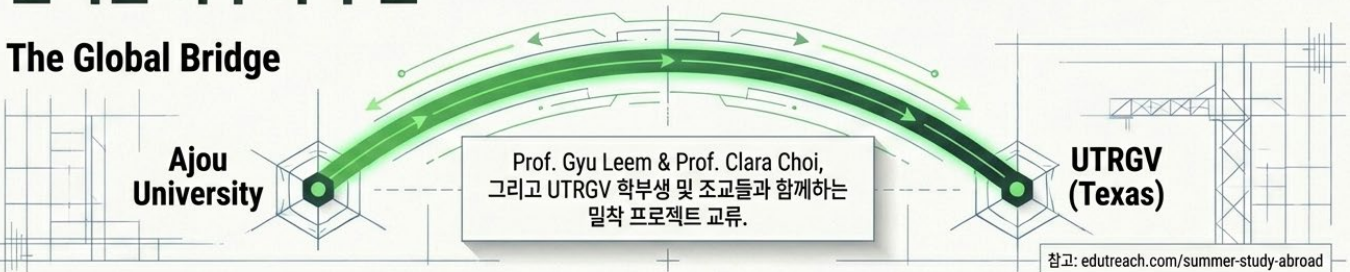 The Global Bridge
Ajou
University
Prof. Gyu Leem & Prof. Clara Choi,
그리고 UTRGV 학부생 및 조교들과 함께하는
밀착 프로젝트 교류.
UTRGV
(Texas)
참고: edutreach.com/summer-study-abroad